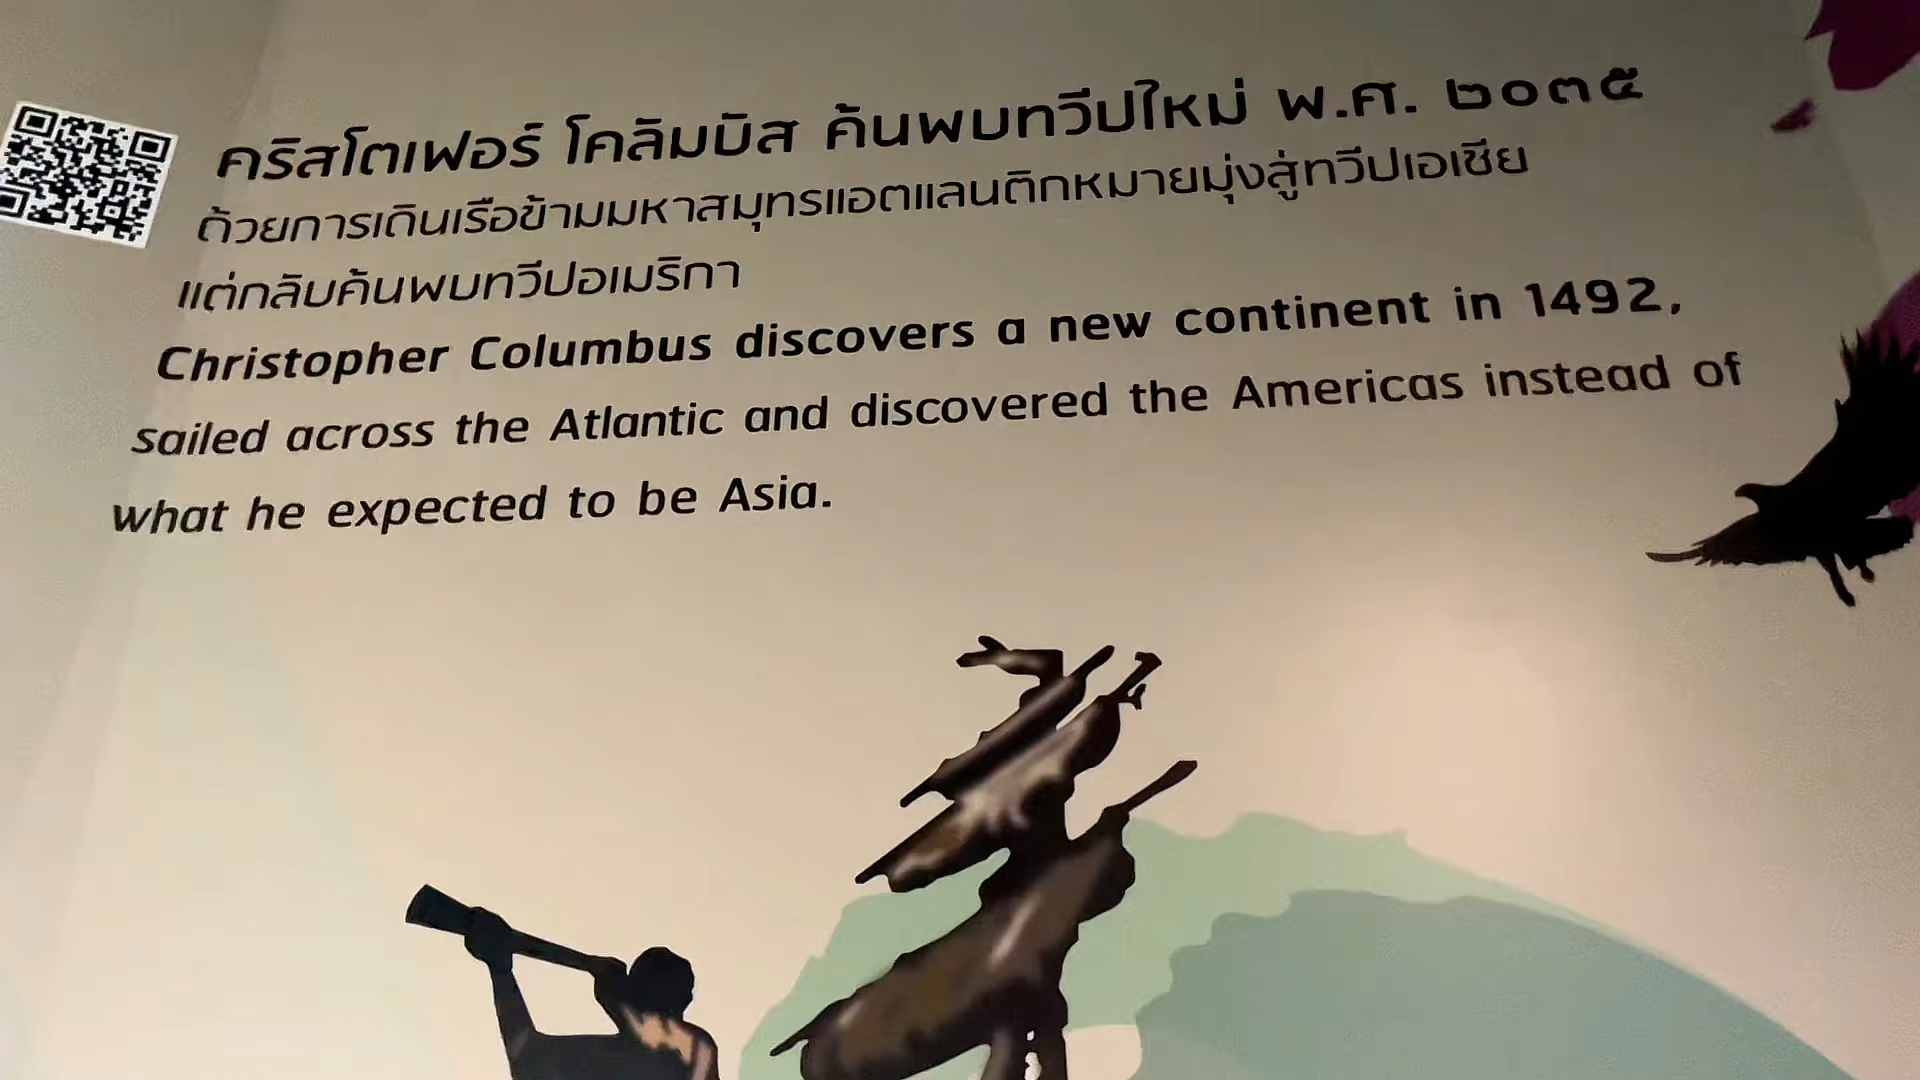 คริสโตเฟอร์ โคลัมบัส ค้นพบทวีปใหม่ พ.ศ. ๒๐๓๕
ด้วยการเดินเรือข้ามมหาสมุทรแอตแลนติกหมายมุ่งสู่ทวีปเอเชีย
แต่กลับค้นพบทวีปอเมริกา
Christopher Columbus discovers a new continent in 1492,
sailed across the Atlantic and discovered the Americas instead of
what he expected to be Asia.